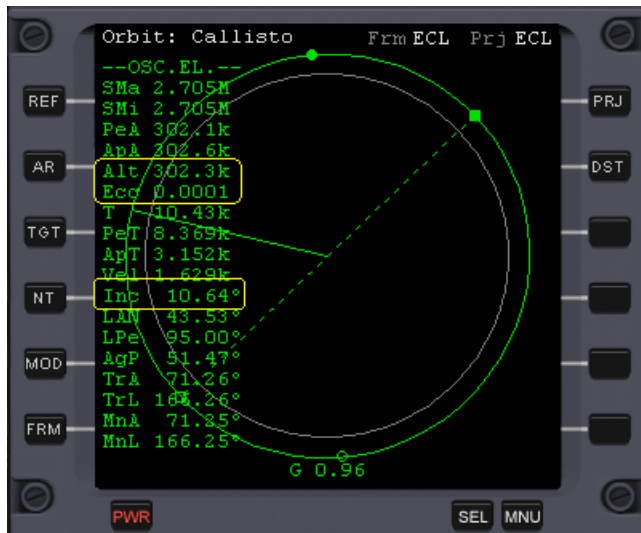 Orbit: Callisto Frm ECL Prj ECL
--OSC.EL.--
SMa 2.705M
SMi 2.705M
PeA 302.1k
ApA 302.6k
Alt 302.3k
Ecc 0.0001
T 10.43k
PeT 8.369k
ApT 3.152k
Vel 1.629k
Inc 10.64°
LAN 43.53°
LPe 95.00°
AgP 51.47°
TrA 71.26°
TrL 166.26°
MnA 71.25°
MnL 166.25°
G 0.96
REF
AR
TGT
NT
MOD
FRM
PRJ
DST
PWR
SEL MNU